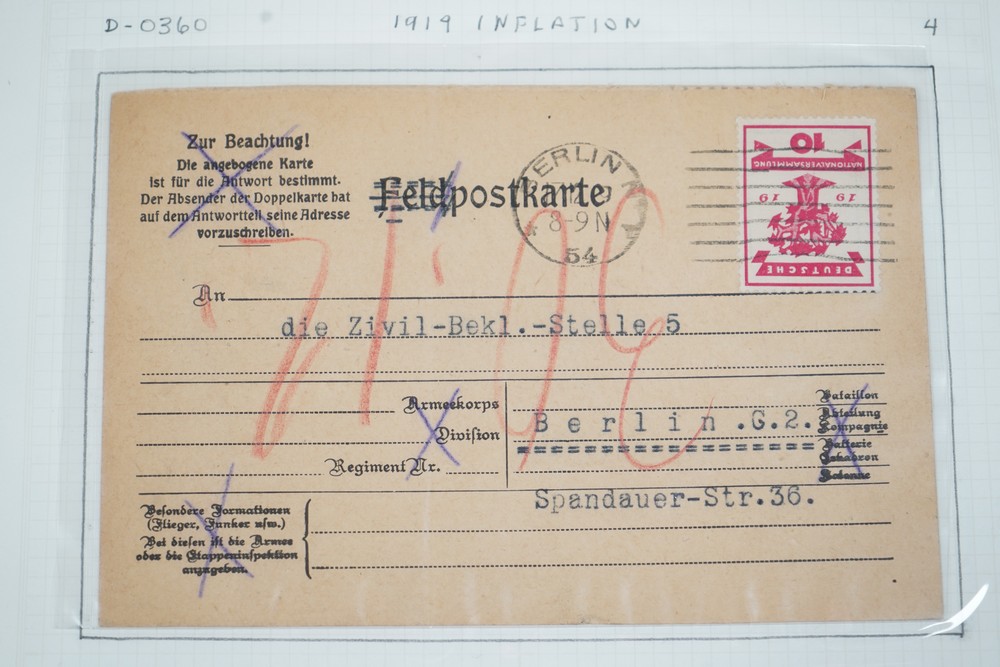 D-0360 1919 INFLATION 4
Zur Beachtung!
Die angebogene Karte
ist für die Antwort bestimmt.
Der Absender der Doppelkarte hat
auf dem Antwortteil seine Adresse
vorzuschreiben.
Feldpostkarte
BERLIN
8-9 N
54
10
NATIONALVERSAMMLUNG
19 19
DEUTSCHE
An
die Zivil-Bekl.-Stelle 5
Armeekorps
Division
Regiment Nr.
Berlin.G.2.
Spandauer-Str.36.
Bataillon
Abteilung
Kompagnie
Batterie
Eskadron
Kolonne
Besondere Formationen
(Flieger, Funker usw.)
Bei diesen ist die Armee
oder die Etappeninspektion
anzugeben.